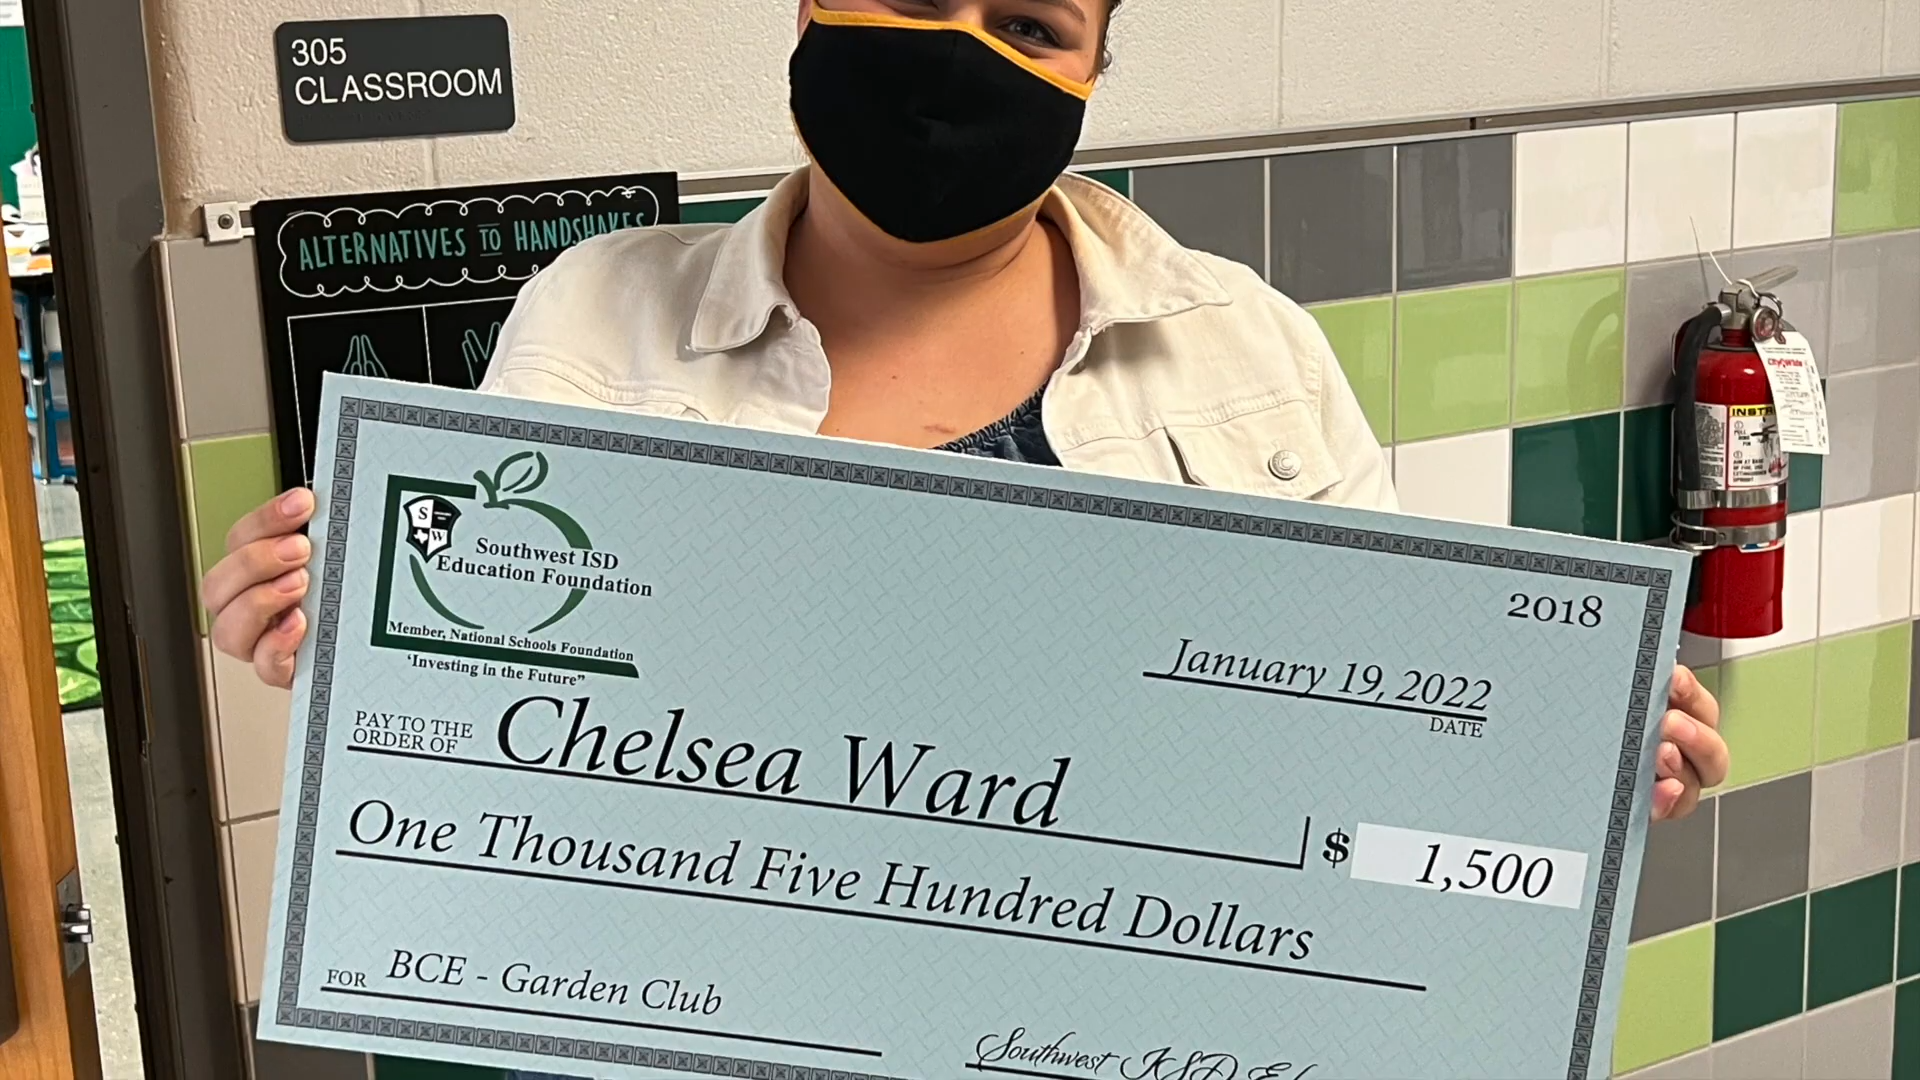 305
CLASSROOM
ALTERNATIVES TO HANDSHAKES
S
W
Southwest ISD
Education Foundation
Member, National Schools Foundation
'Investing in the Future"
2018
January 19, 2022
DATE
PAY TO THE
ORDER OF
Chelsea Ward
$ 1,500
One Thousand Five Hundred Dollars
FOR BCE - Garden Club
Southwest ISD
INSTR